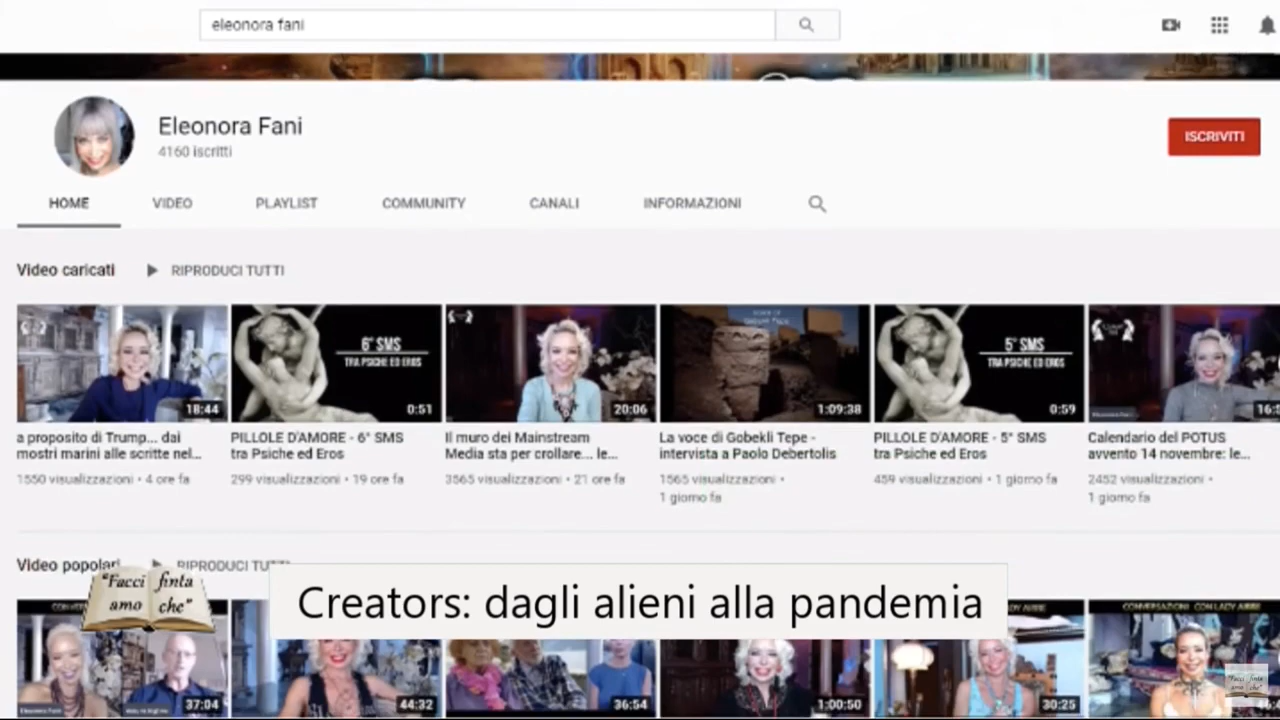 eleonora fani
Eleonora Fani
4160 iscritti
ISCRIVITI
HOME VIDEO PLAYLIST COMMUNITY CANALI INFORMAZIONI
Video caricati RIPRODUCI TUTTI
6° SMS
TRA PSICHE ED EROS
5° SMS
TRA PSICHE ED EROS
18:44 0:51 20:06 1:09:38 0:59
a proposito di Trump... dai
mostri marini alle scritte nel...
1550 visualizzazioni • 4 ore fa
PILLOLE D'AMORE - 6° SMS
tra Psiche ed Eros
299 visualizzazioni • 19 ore fa
Il muro dei Mainstream
Media sta per crollare... le...
3565 visualizzazioni • 21 ore fa
La voce di Gobekli Tepe -
intervista a Paolo Debertolis
1565 visualizzazioni •
1 giorno fa
PILLOLE D'AMORE - 5° SMS
tra Psiche ed Eros
459 visualizzazioni • 1 giorno fa
Calendario del POTUS
avvento 14 novembre: le...
2452 visualizzazioni •
1 giorno fa
Video popolari RIPRODUCI TUTTI
"Facci finta
amo che"
Creators: dagli alieni alla pandemia
CONVERSAZIONI CON LADY AIRRE
37:04 44:32 36:54 1:00:50 30:25
"Facci finta
amo che"